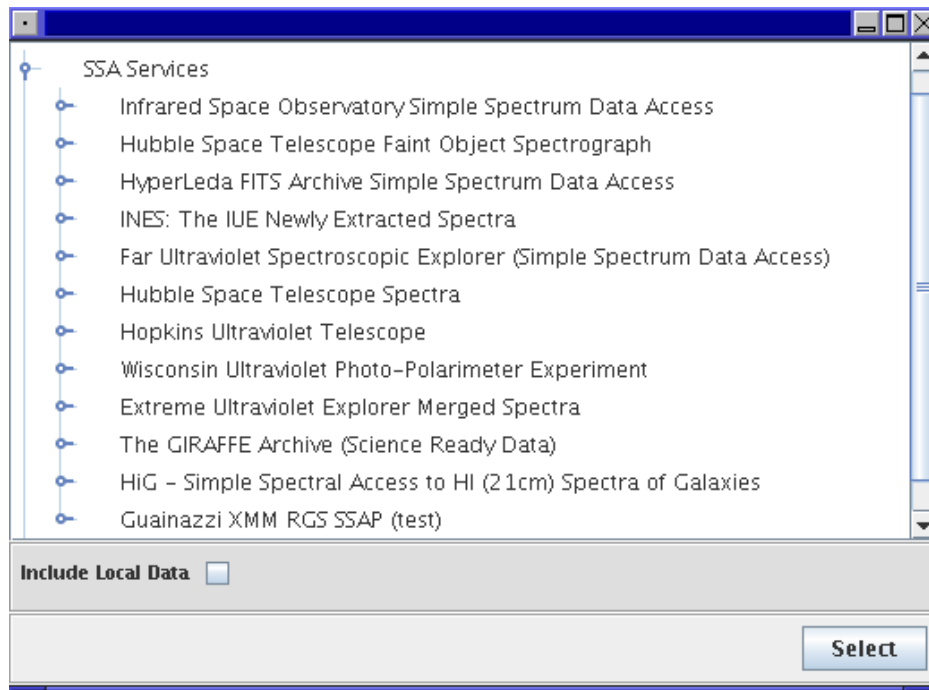 SSA Services
Infrared Space Observatory Simple Spectrum Data Access
Hubble Space Telescope Faint Object Spectrograph
HyperLeda FITS Archive Simple Spectrum Data Access
INES: The IUE Newly Extracted Spectra
Far Ultraviolet Spectroscopic Explorer (Simple Spectrum Data Access)
Hubble Space Telescope Spectra
Hopkins Ultraviolet Telescope
Wisconsin Ultraviolet Photo-Polarimeter Experiment
Extreme Ultraviolet Explorer Merged Spectra
The GIRAFFE Archive (Science Ready Data)
HiG - Simple Spectral Access to HI (21cm) Spectra of Galaxies
Guainazzi XMM RGS SSAP (test)
Include Local Data
Select